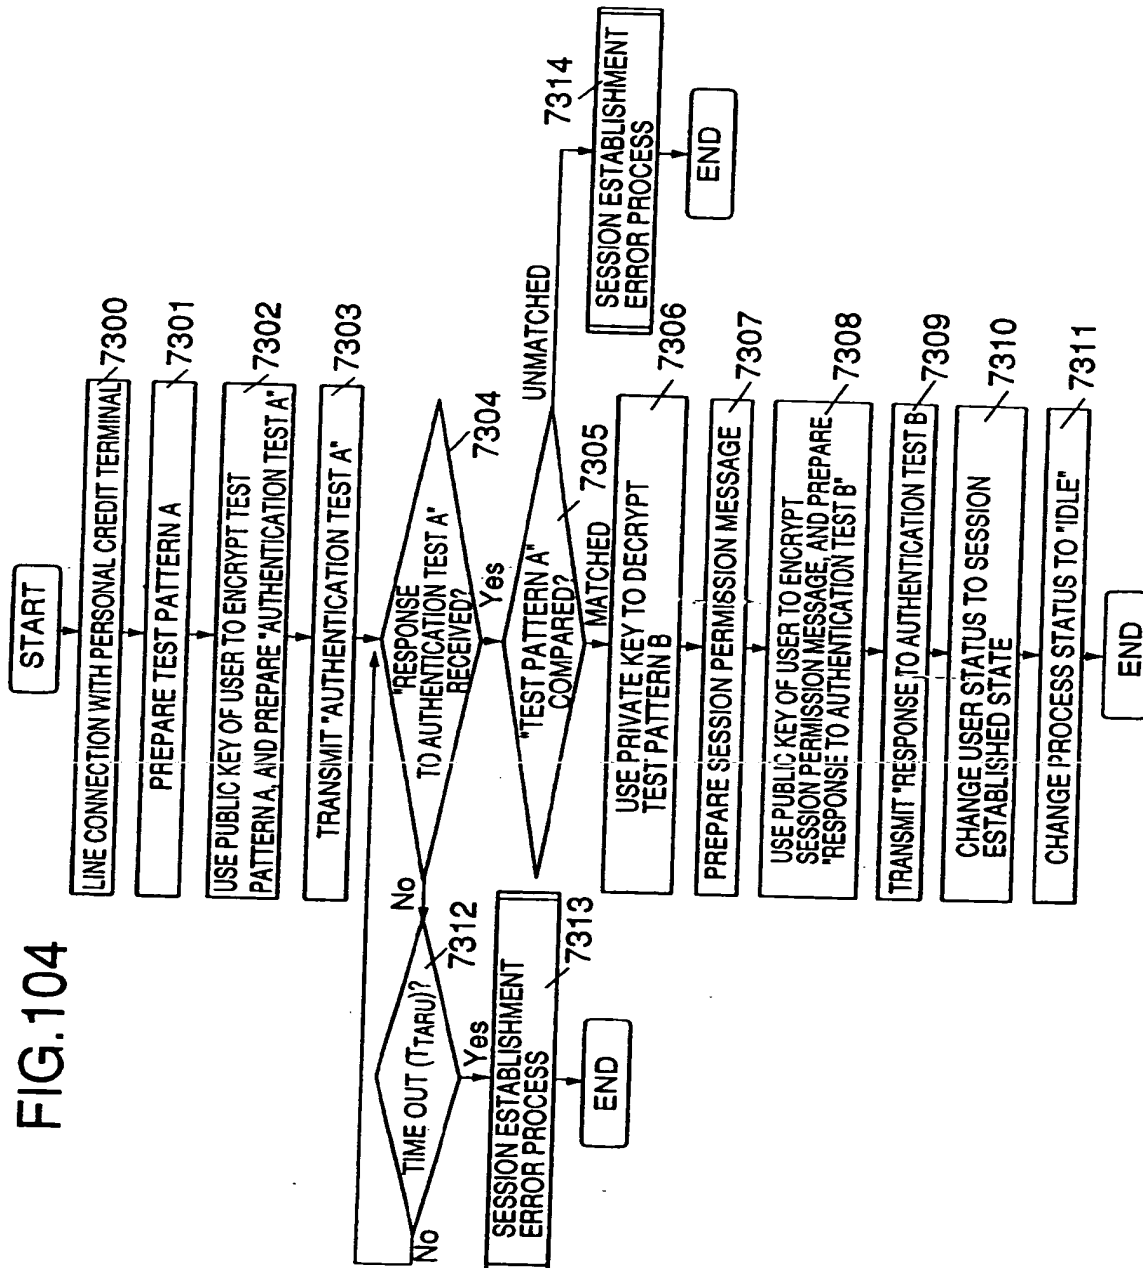 FIG.104
START
LINE CONNECTION WITH PERSONAL CREDIT TERMINAL
7300
PREPARE TEST PATTERN A
7301
USE PUBLIC KEY OF USER TO ENCRYPT TEST
PATTERN A, AND PREPARE "AUTHENTICATION TEST A"
7302
TRANSMIT "AUTHENTICATION TEST A"
7303
"RESPONSE
TO AUTHENTICATION TEST A"
RECEIVED?
7304
No
Yes
TIME OUT (TTARU)?
7312
No
Yes
SESSION ESTABLISHMENT
ERROR PROCESS
7313
END
"TEST PATTERN A"
COMPARED?
7305
UNMATCHED
MATCHED
SESSION ESTABLISHMENT
ERROR PROCESS
7314
END
USE PRIVATE KEY TO DECRYPT
TEST PATTERN B
7306
PREPARE SESSION PERMISSION MESSAGE
7307
USE PUBLIC KEY OF USER TO ENCRYPT
SESSION PERMISSION MESSAGE, AND PREPARE
"RESPONSE TO AUTHENTICATION TEST B"
7308
TRANSMIT "RESPONSE TO AUTHENTICATION TEST B"
7309
CHANGE USER STATUS TO SESSION
ESTABLISHED STATE
7310
CHANGE PROCESS STATUS TO "IDLE"
7311
END